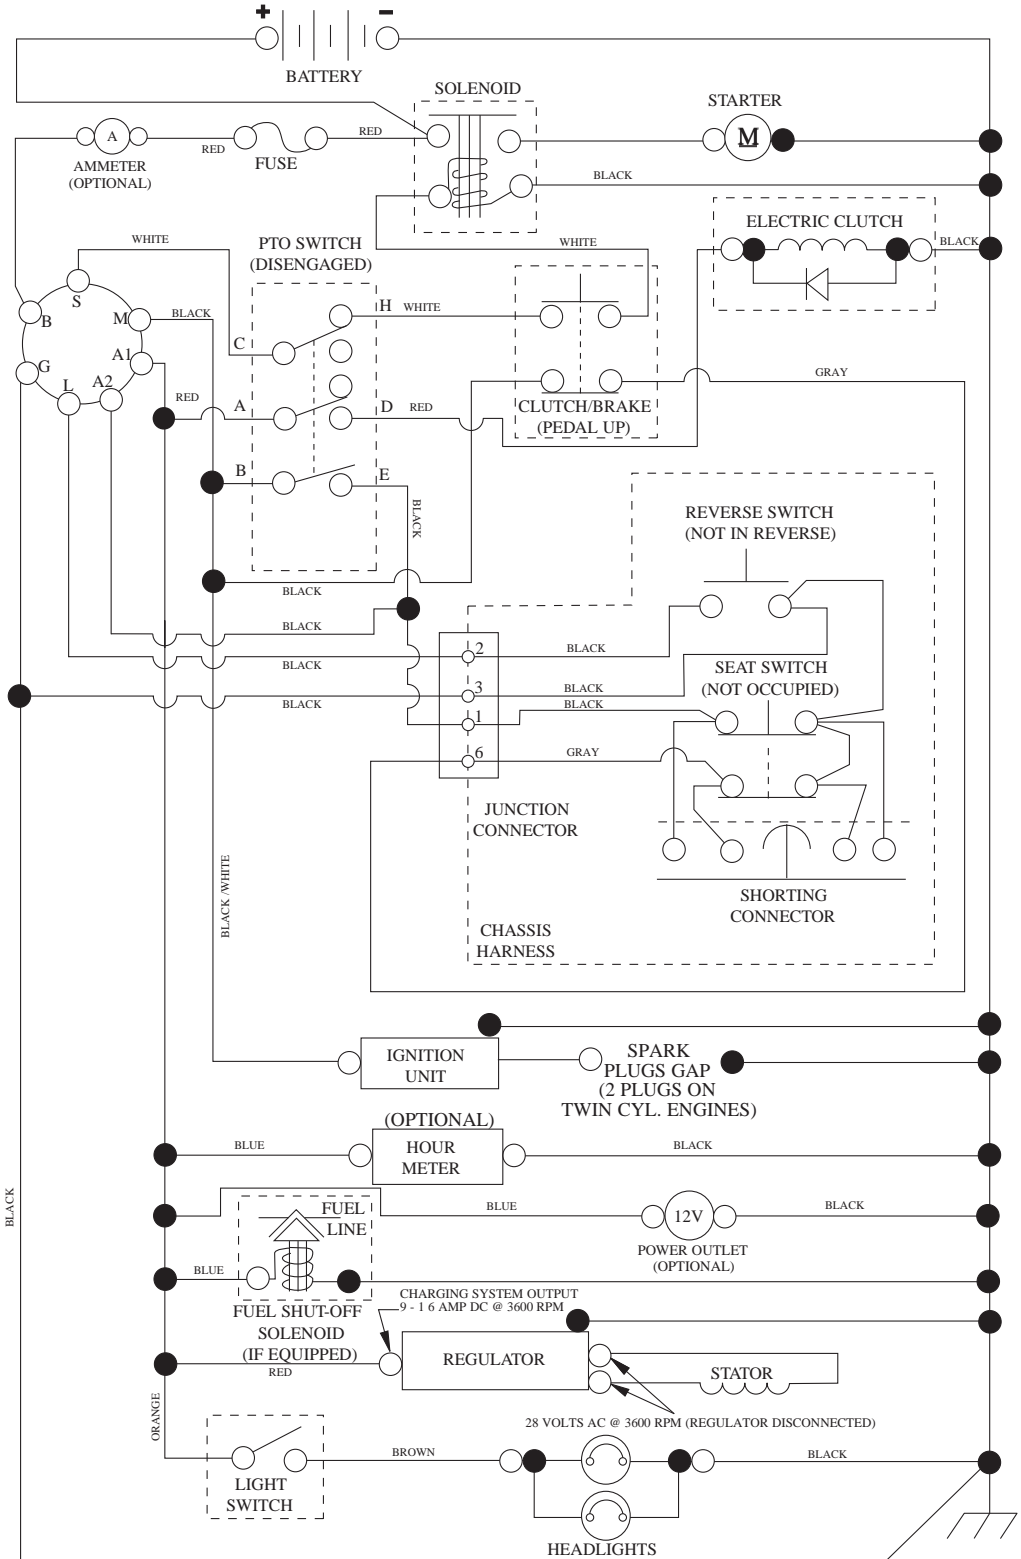 + −
BATTERY
SOLENOID
STARTER
A
RED
FUSE
RED
M
AMMETER
(OPTIONAL)
BLACK
ELECTRIC CLUTCH
BLACK
WHITE
PTO SWITCH
(DISENGAGED)
WHITE
S
B
M
BLACK
H
WHITE
C
A1
G
L
A2
RED
A
D
RED
CLUTCH/BRAKE
(PEDAL UP)
GRAY
B
E
BLACK
REVERSE SWITCH
(NOT IN REVERSE)
BLACK
BLACK
BLACK
2
BLACK
SEAT SWITCH
(NOT OCCUPIED)
BLACK
3
BLACK
1
BLACK
6
GRAY
JUNCTION
CONNECTOR
BLACK /WHITE
SHORTING
CONNECTOR
CHASSIS
HARNESS
IGNITION
UNIT
SPARK
PLUGS GAP
(2 PLUGS ON
TWIN CYL. ENGINES)
(OPTIONAL)
BLUE
HOUR
METER
BLACK
BLACK
FUEL
LINE
BLUE
12V
BLACK
POWER OUTLET
(OPTIONAL)
BLUE
FUEL SHUT-OFF
SOLENOID
(IF EQUIPPED)
CHARGING SYSTEM OUTPUT
9 - 1 6 AMP DC @ 3600 RPM
RED
REGULATOR
STATOR
28 VOLTS AC @ 3600 RPM (REGULATOR DISCONNECTED)
ORANGE
LIGHT
SWITCH
BROWN
BLACK
HEADLIGHTS